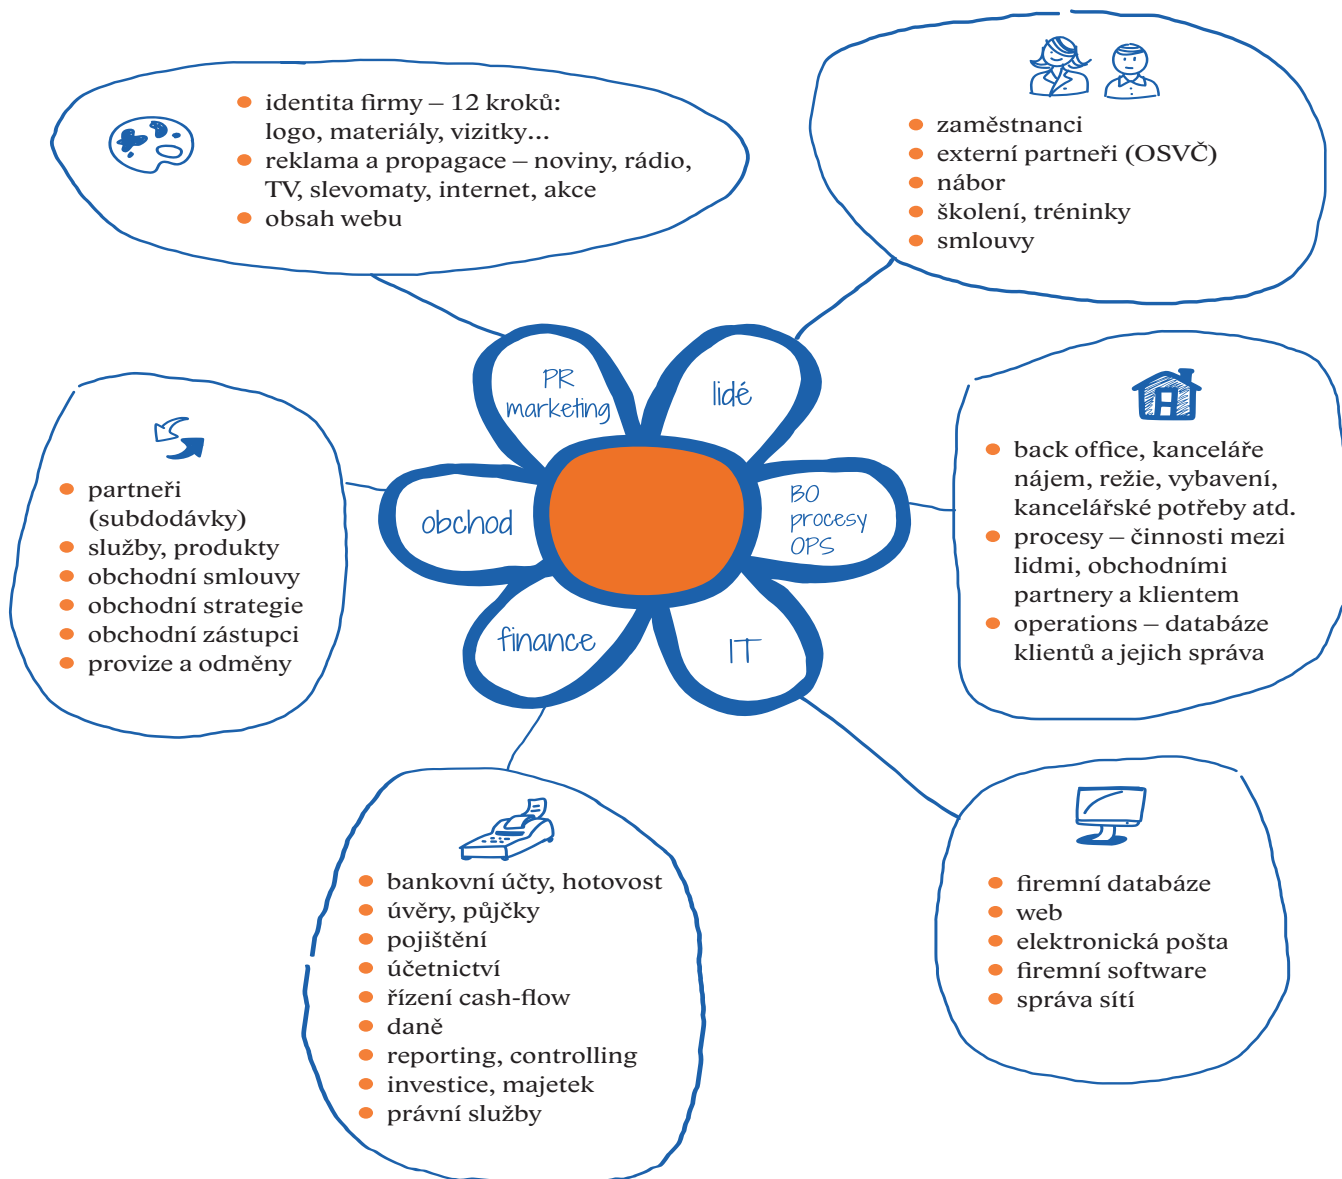 identita firmy – 12 kroků:
logo, materiály, vizitky...
reklama a propagace – noviny, rádio,
TV, slevomaty, internet, akce
obsah webu
zaměstnanci
externí partneři (OSVČ)
nábor
školení, tréninky
smlouvy
PR
marketing
lidé
obchod
BO
procesy
OPS
finance
IT
partneři
(subdodávky)
služby, produkty
obchodní smlouvy
obchodní strategie
obchodní zástupci
provize a odměny
back office, kanceláře
nájem, režie, vybavení,
kancelářské potřeby atd.
procesy – činnosti mezi
lidmi, obchodními
partnery a klientem
operations – databáze
klientů a jejich správa
bankovní účty, hotovost
úvěry, půjčky
pojištění
účetnictví
řízení cash-flow
daně
reporting, controlling
investice, majetek
právní služby
firemní databáze
web
elektronická pošta
firemní software
správa sítí